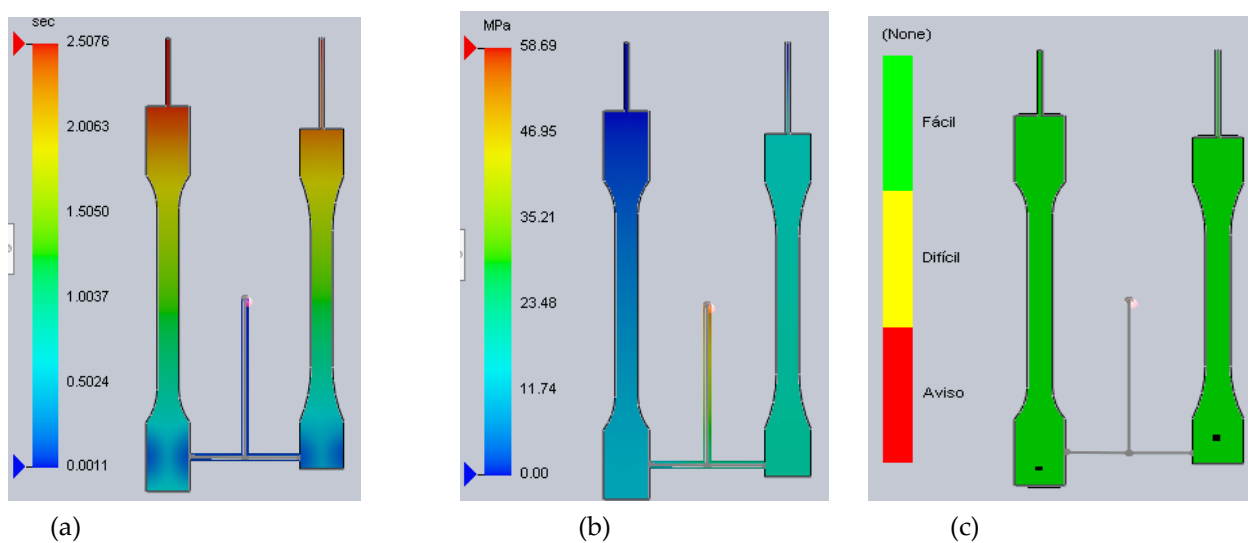 sec
2.5076
2.0063
1.5050
1.0037
0.5024
0.0011
(a)
MPa
58.69
46.95
35.21
23.48
11.74
0.00
(b)
(None)
Fácil
Difícil
Aviso
(c)